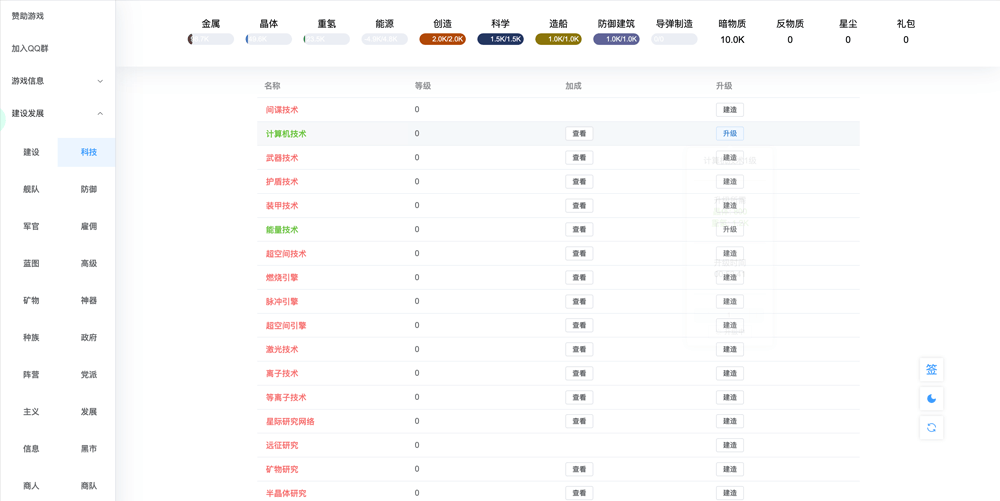 赞助游戏
加入QQ群
游戏信息
建设发展
建设 科技
舰队 防御
军官 雇佣
蓝图 高级
矿物 神器
种族 政府
阵营 党派
主义 发展
信息 黑市
商人 商队
金属 晶体 重氢 能源 创造 科学 造船 防御建筑 导弹制造 暗物质 反物质 星尘 礼包
2.0K/2.0K 1.5K/1.5K 1.0K/1.0K 1.0K/1.0K 10.0K 0 0 0
名称 等级 加成 升级
间谍技术 0 建造
计算机技术 0 查看 升级
武器技术 0 查看 建造
护盾技术 0 查看 建造
装甲技术 0 查看 建造
能量技术 0 查看 升级
超空间技术 0 查看 建造
燃烧引擎 0 查看 建造
脉冲引擎 0 查看 建造
超空间引擎 0 查看 建造
激光技术 0 查看 建造
离子技术 0 查看 建造
等离子技术 0 查看 建造
星际研究网络 0 查看 建造
远征研究 0 建造
矿物研究 0 查看 建造
半晶体研究 0 查看 建造
签